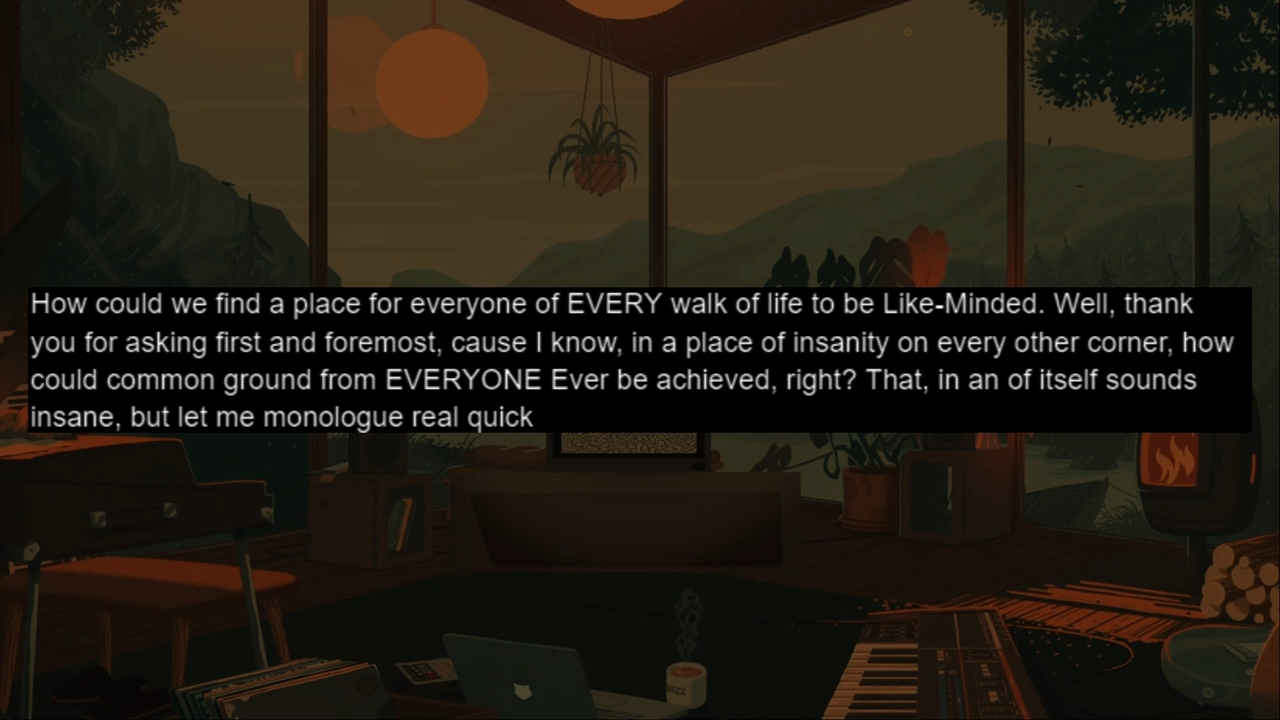 How could we find a place for everyone of EVERY walk of life to be Like-Minded. Well, thank
you for asking first and foremost, cause I know, in a place of insanity on every other corner, how
could common ground from EVERYONE Ever be achieved, right? That, in an of itself sounds
insane, but let me monologue real quick